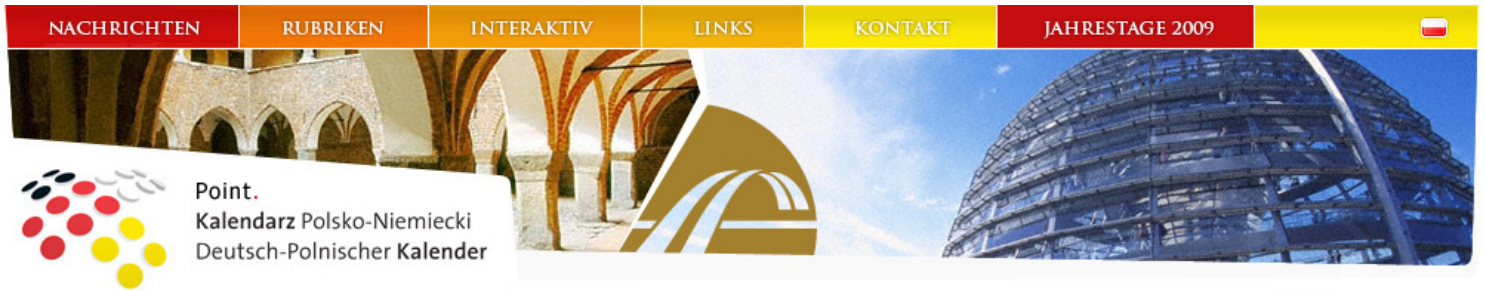 NACHRICHTEN
RUBRIKEN
INTERAKTIV
LINKS
KONTAKT
JAHRESTAGE 2009
Point.
Kalendarz Polsko-Niemiecki
Deutsch-Polnischer Kalender